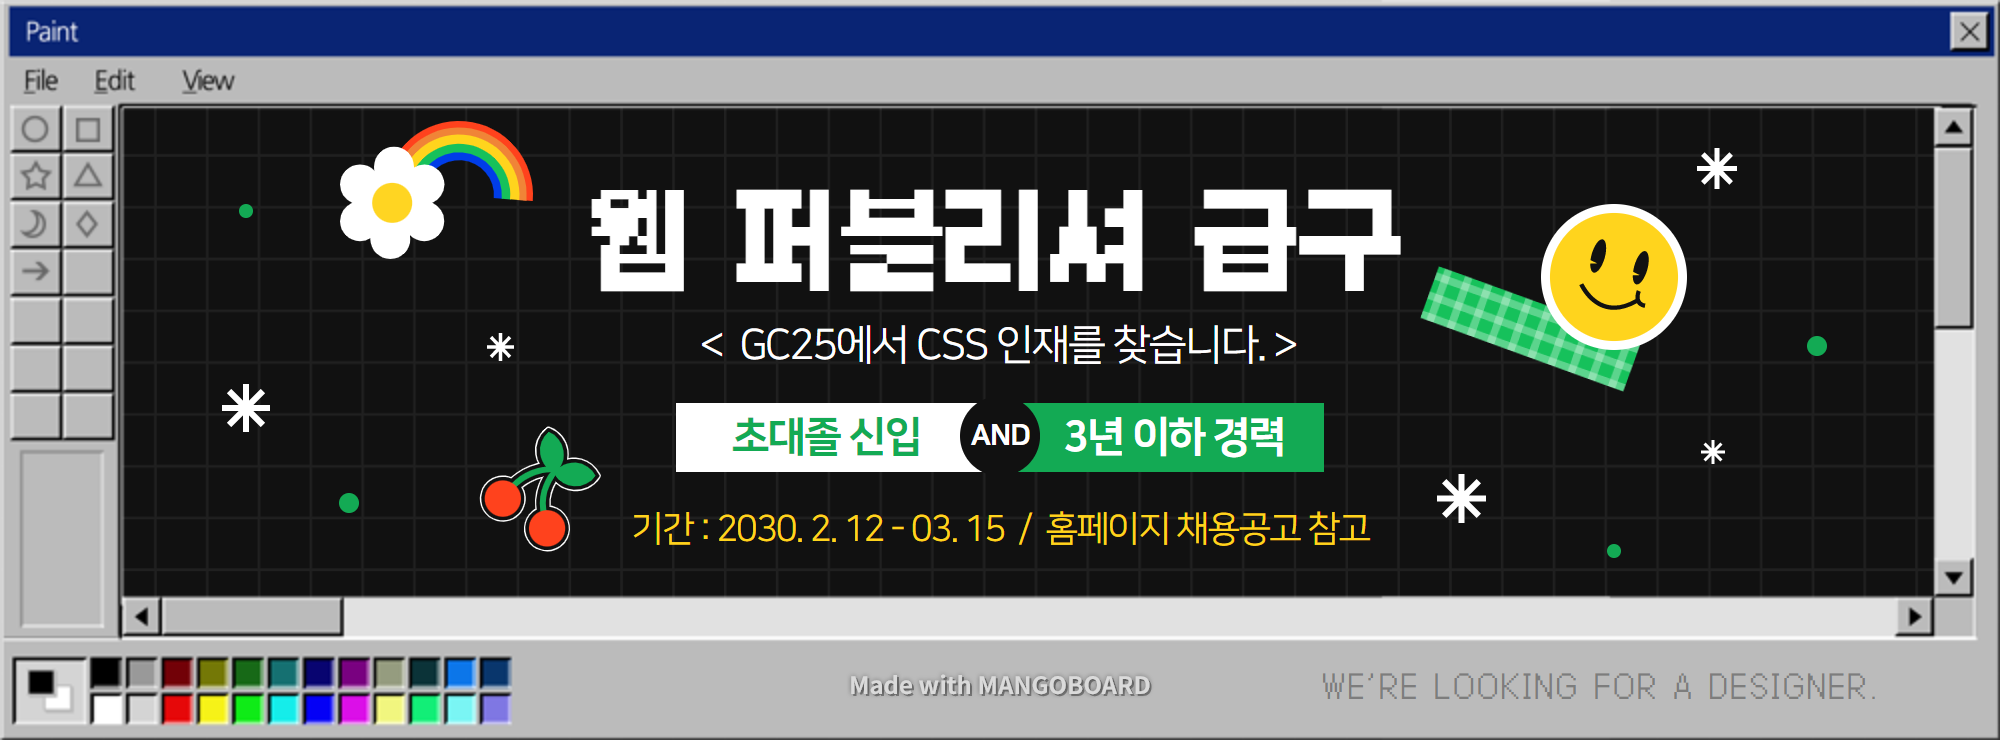 Paint
File Edit View
웹 퍼블리셔 급구
< GC25에서 CSS 인재를 찾습니다. >
초대졸 신입 AND 3년 이하 경력
기간 : 2030. 2. 12 - 03. 15 / 홈페이지 채용공고 참고
Made with MANGOBOARD
WE'RE LOOKING FOR A DESIGNER.